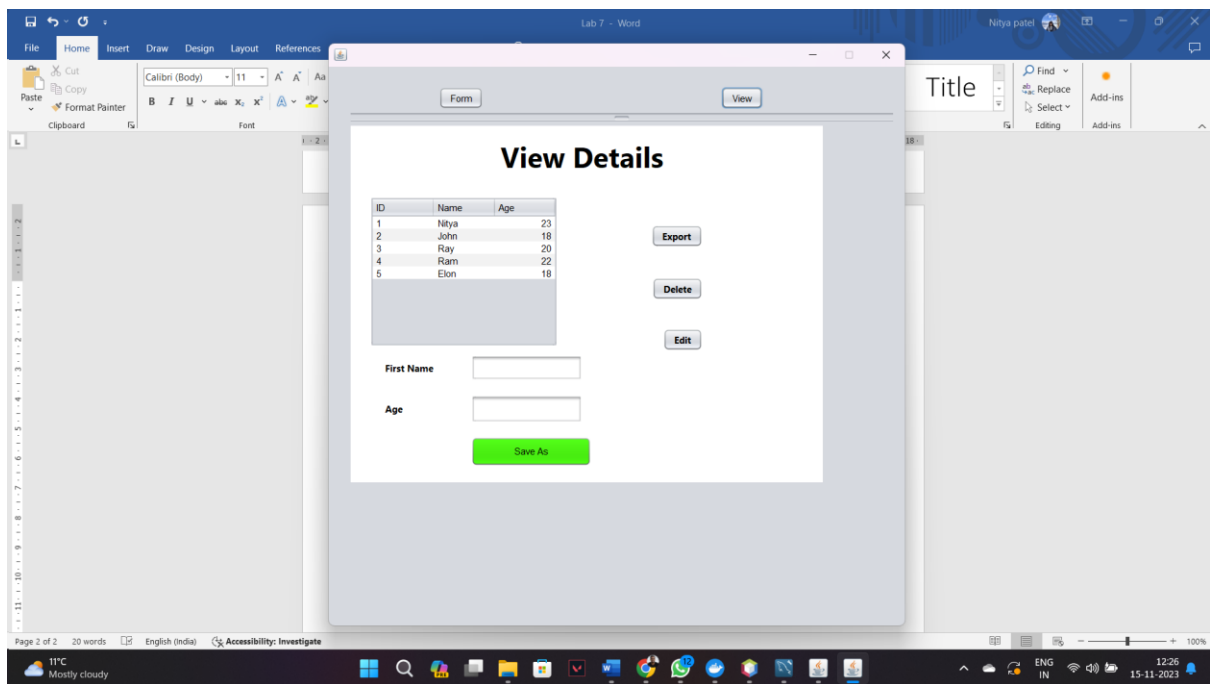 Lab 7 - Word
Nitya patel
File Home Insert Draw Design Layout References
Cut
Copy
Paste
Format Painter
Clipboard
Calibri (Body) 11
Font
Title
Find
Replace
Select
Editing
Add-ins
Add-ins
Form View
View Details
ID Name Age
1 Nitya 23
2 John 18
3 Ray 20
4 Ram 22
5 Elon 18
Export
Delete
Edit
First Name
Age
Save As
Page 2 of 2 20 words English (India) Accessibility: Investigate
100%
11°C
Mostly cloudy
ENG
IN
12:26
15-11-2023